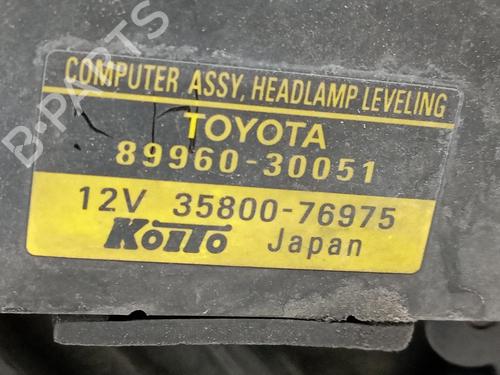 B-PARTS
COMPUTER ASSY, HEADLAMP LEVELING
TOYOTA
89960-30051
12V 35800-76975
KOITO Japan